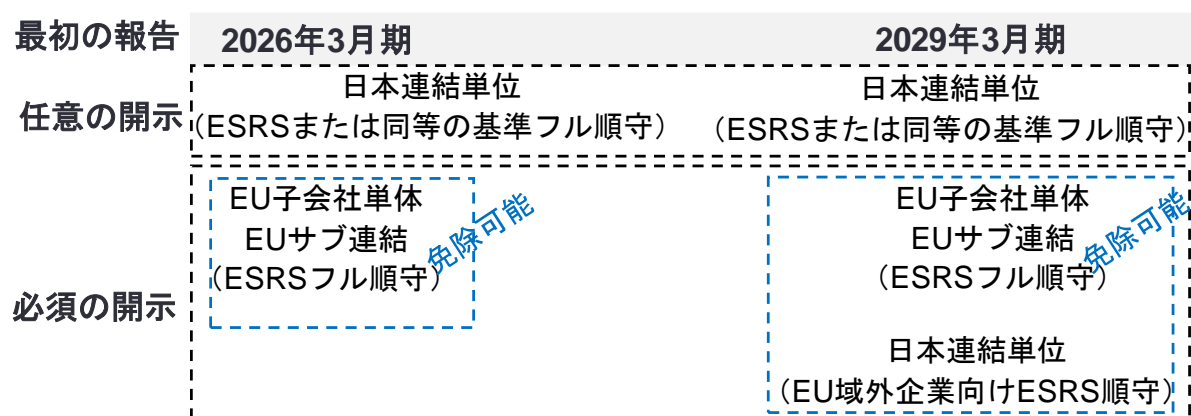 最初の報告 2026年3月期 2029年3月期
任意の開示
日本連結単位
（ESRSまたは同等の基準フル順守）
日本連結単位
（ESRSまたは同等の基準フル順守）
必須の開示
EU子会社単体
EUサブ連結
（ESRSフル順守）
免除可能
EU子会社単体
EUサブ連結
（ESRSフル順守）
免除可能
日本連結単位
（EU域外企業向けESRS順守）